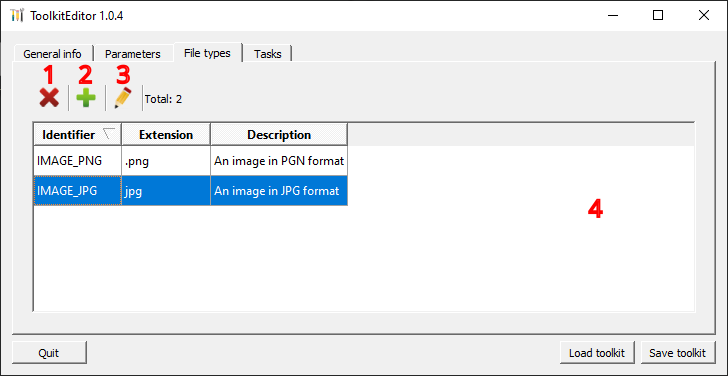 ToolkitEditor 1.0.4
General info Parameters File types Tasks
1 2 3
Total: 2
Identifier Extension Description
IMAGE_PNG .png An image in PGN format
IMAGE_JPG jpg An image in JPG format
4
Quit Load toolkit Save toolkit